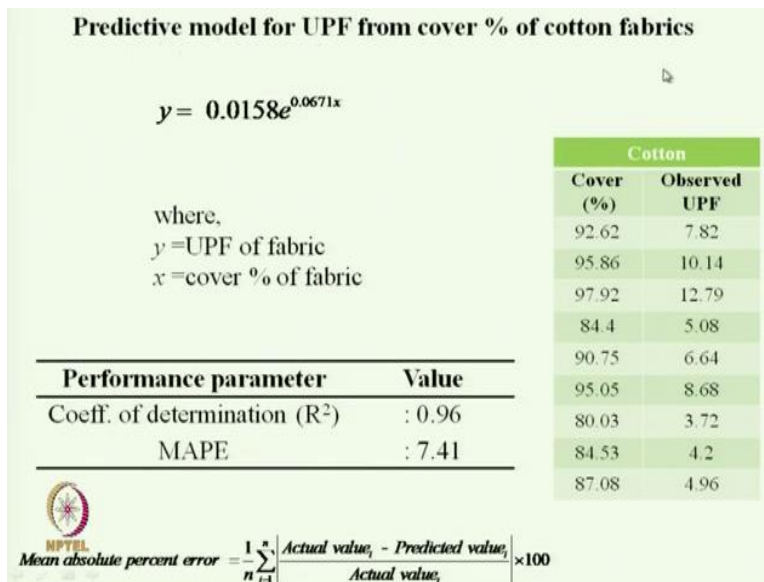 Predictive model for UPF from cover % of cotton fabrics
y = 0.0158e^0.0671x
where,
y =UPF of fabric
x =cover % of fabric
Performance parameter Value
Coeff. of determination (R²) : 0.96
MAPE : 7.41
Cotton
Cover (%) Observed UPF
92.62 7.82
95.86 10.14
97.92 12.79
84.4 5.08
90.75 6.64
95.05 8.68
80.03 3.72
84.53 4.2
87.08 4.96
NPTEL
Mean absolute percent error = 1/n Σ i=1 n |Actual value, - Predicted value, / Actual value,| ×100